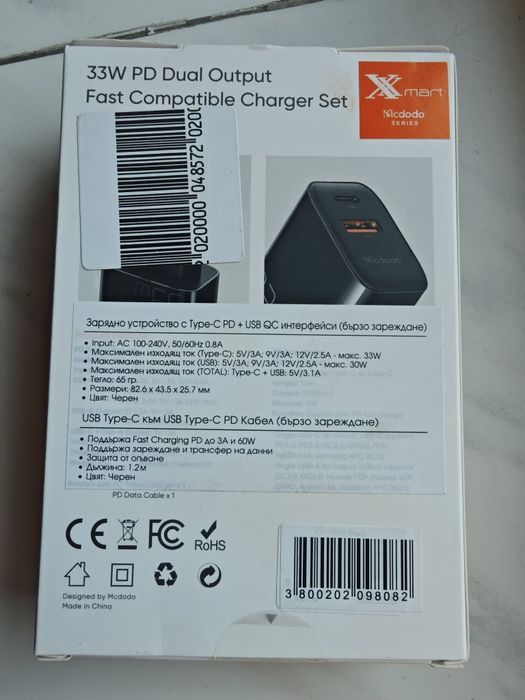 33W PD Dual Output
Fast Compatible Charger Set
Xmart
Mcdodo
SERIES
020000 048572 0200
Mcdodo
Зарядно устройство с Type-C PD + USB QC интерфейси (бързо зареждане)
• Input: AC 100-240V, 50/60Hz 0.8A
• Максимален изходящ ток (Type-C): 5V/3A; 9V/3A; 12V/2.5A - макс. 33W
• Максимален изходящ ток (USB): 5V/3A; 9V/3A; 12V/2.5A - макс. 30W
• Максимален изходящ ток (TOTAL): Type-C + USB: 5V/3.1A
• Тегло: 65 гр.
• Размери: 82.6 x 43.5 x 25.7 мм
• Цвят: Черен
USB Type-C към USB Type-C PD Кабел (бързо зареждане)
• Поддържа Fast Charging PD до 3A и 60W
• Поддържа зареждане и трансфер на данни
• Защита от огъване
• Дължина: 1.2м
• Цвят: Черен
PD Data Cable x 1
CE FC RoHS
Designed by Mcdodo
Made in China
3 800202 098082